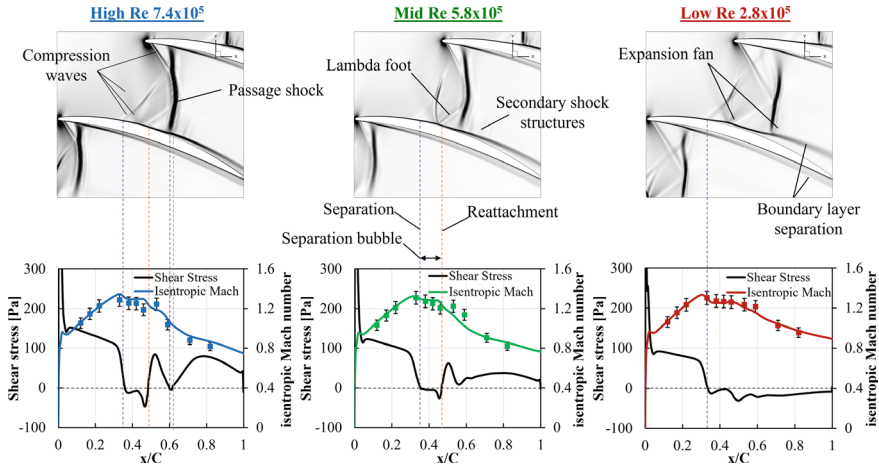 High Re 7.4x10⁵
Mid Re 5.8x10⁵
Low Re 2.8x10⁵
Compression
waves
Passage shock
Lambda foot
Secondary shock
structures
Expansion fan
Boundary layer
separation
Separation
Reattachment
Separation bubble
Shear stress [Pa]
300
200
100
0
-100
Shear Stress
Isentropic Mach
1.6
1.2
0.8
0.4
0
isentropic Mach number
0
0.2
0.4
0.6
0.8
1
x/C
Shear stress [Pa]
300
200
100
0
-100
Shear Stress
Isentropic Mach
1.6
1.2
0.8
0.4
0
isentropic Mach number
0
0.2
0.4
0.6
0.8
1
x/C
Shear stress [Pa]
300
200
100
0
-100
Shear Stress
Isentropic Mach
1.6
1.2
0.8
0.4
0
isentropic Mach number
0
0.2
0.4
0.6
0.8
1
x/C